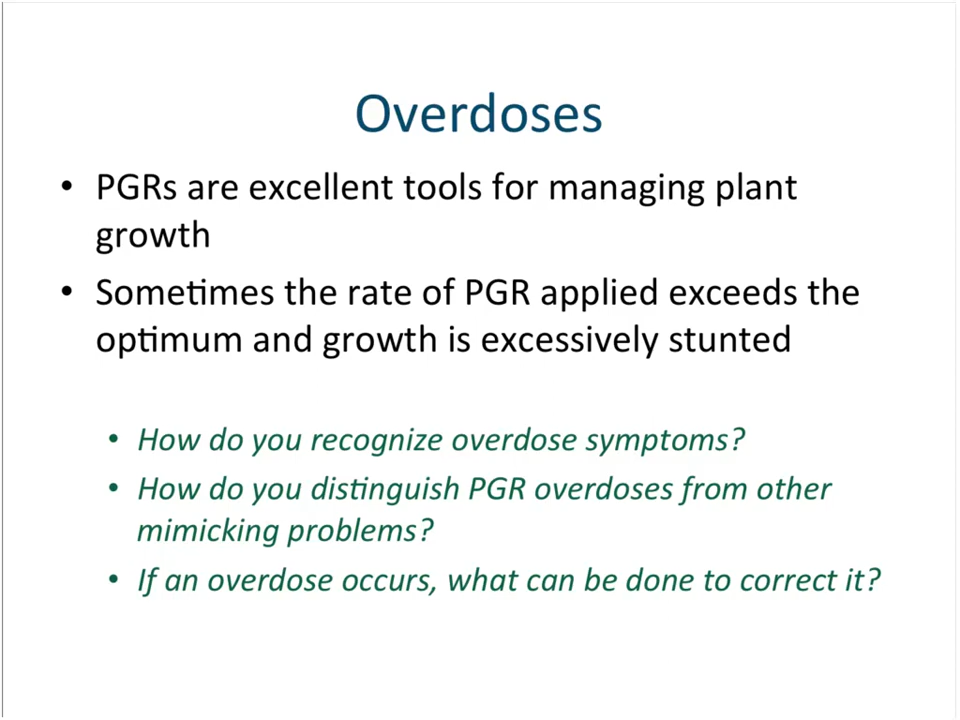 Overdoses
• PGRs are excellent tools for managing plant
growth
• Sometimes the rate of PGR applied exceeds the
optimum and growth is excessively stunted
• How do you recognize overdose symptoms?
• How do you distinguish PGR overdoses from other
mimicking problems?
• If an overdose occurs, what can be done to correct it?